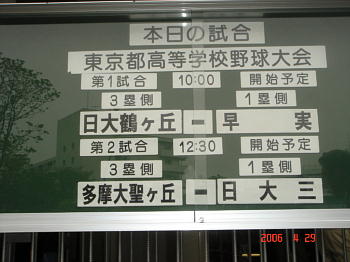 本日の試合
東京都高等学校野球大会
第1試合 10:00 開始予定
3塁側 1塁側
日大鶴ヶ丘 ー 早実
第2試合 12:30 開始予定
3塁側 1塁側
多摩大聖ヶ丘 ー 日大三
2
2006 4 29